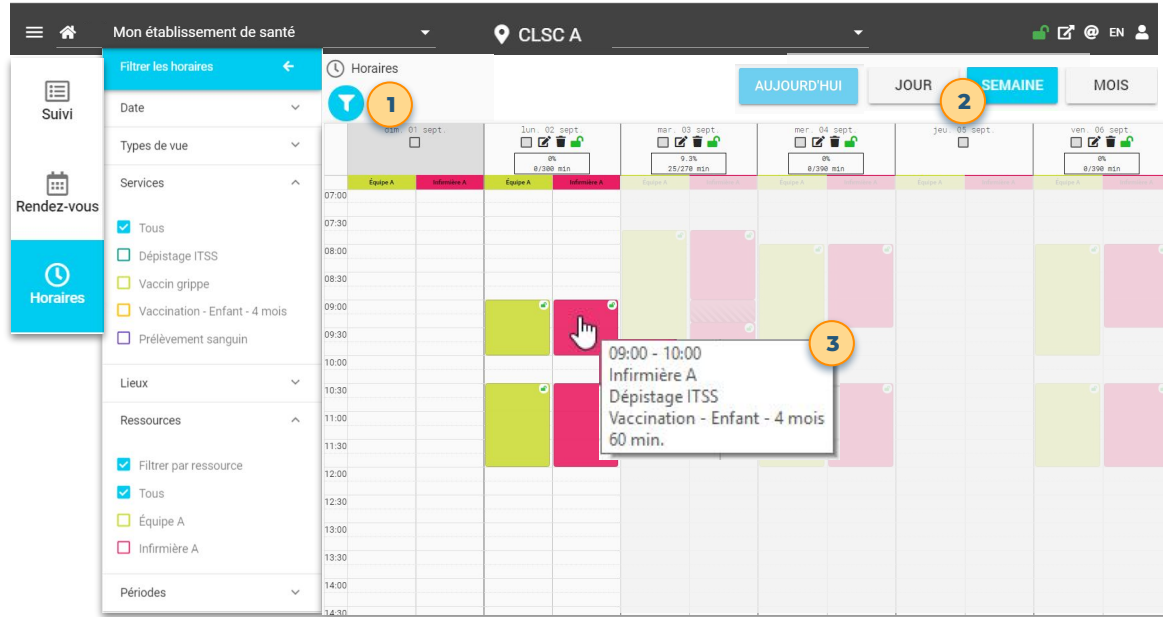 Mon établissement de santé
CLSC A
@ EN
Suivi
Rendez-vous
Horaires
Filtrer les horaires
Date
Types de vue
Services
Tous
Dépistage ITSS
Vaccin grippe
Vaccination - Enfant - 4 mois
Prélèvement sanguin
Lieux
Ressources
Filtrer par ressource
Tous
Équipe A
Infirmière A
Périodes
Horaires
1
AUJOURD'HUI
JOUR
2
SEMAINE
MOIS
dim. 01 sept.
lun. 02 sept.
mar. 03 sept.
mer. 04 sept.
jeu. 05 sept.
ven. 06 sept.
0%
9.3%
0%
0%
0/300 min
25/270 min
0/390 min
0/390 min
Équipe A Infirmière A Équipe A Infirmière A Équipe A Infirmière A Équipe A Infirmière A Équipe A Infirmière A Équipe A Infirmière A
07:00
07:30
08:00
08:30
09:00
09:30
10:00
10:30
11:00
11:30
12:00
12:30
13:00
13:30
14:00
14:30
3
09:00 - 10:00
Infirmière A
Dépistage ITSS
Vaccination - Enfant - 4 mois
60 min.